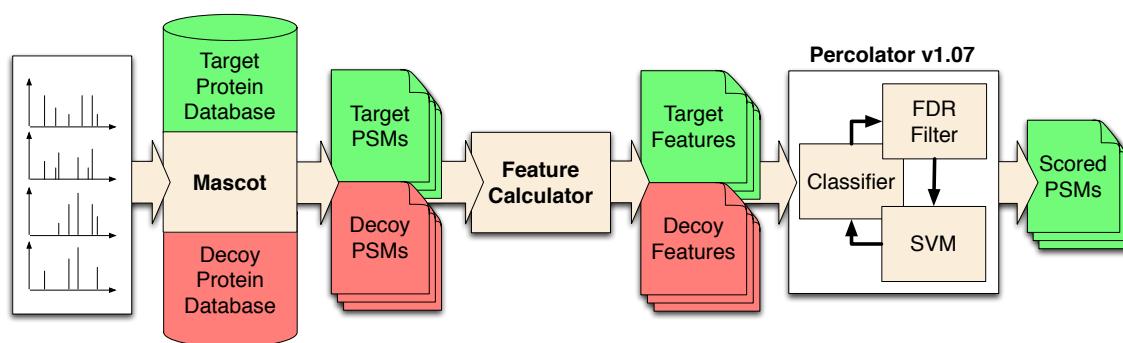 Target
Protein
Database
Mascot
Decoy
Protein
Database
Target
PSMs
Decoy
PSMs
Feature
Calculator
Target
Features
Decoy
Features
Percolator v1.07
FDR
Filter
Classifier
SVM
Scored
PSMs